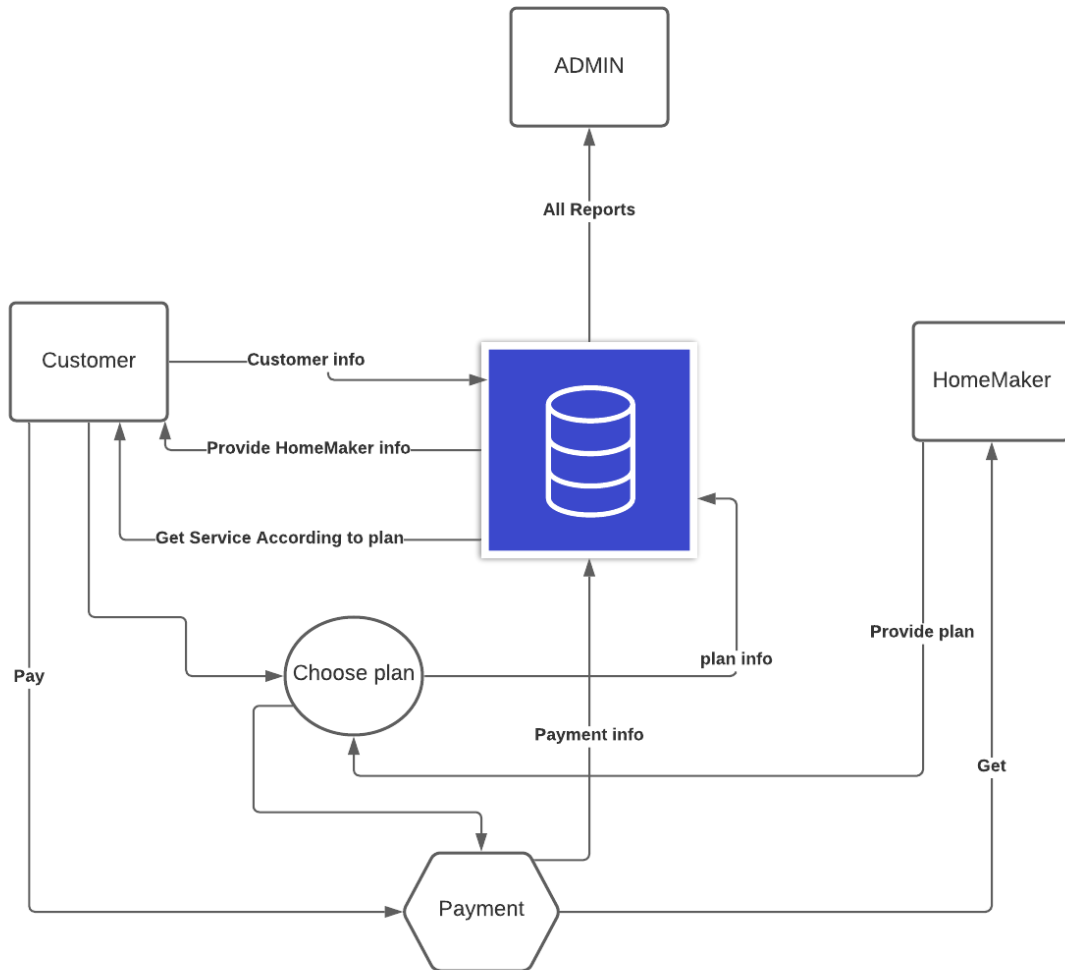 ADMIN
All Reports
Customer
Customer info
HomeMaker
Provide HomeMaker info
Get Service According to plan
Provide plan
Choose plan
plan info
Pay
Payment info
Get
Payment